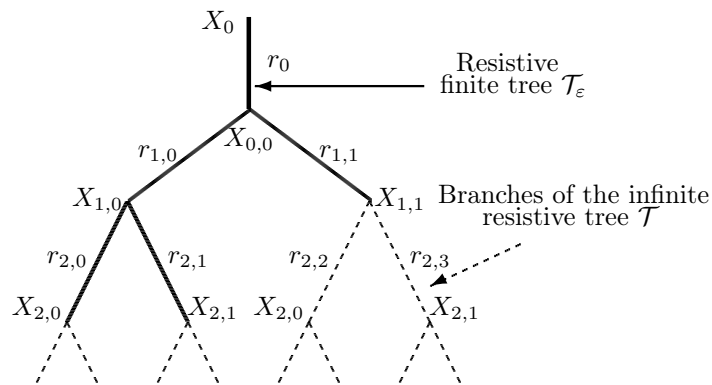 X_0
r_0
Resistive
finite tree 𝒯_ε
X_{0,0}
r_{1,0}
r_{1,1}
X_{1,0}
X_{1,1}
Branches of the infinite
resistive tree 𝒯
r_{2,0}
r_{2,1}
r_{2,2}
r_{2,3}
X_{2,0}
X_{2,1}
X_{2,0}
X_{2,1}